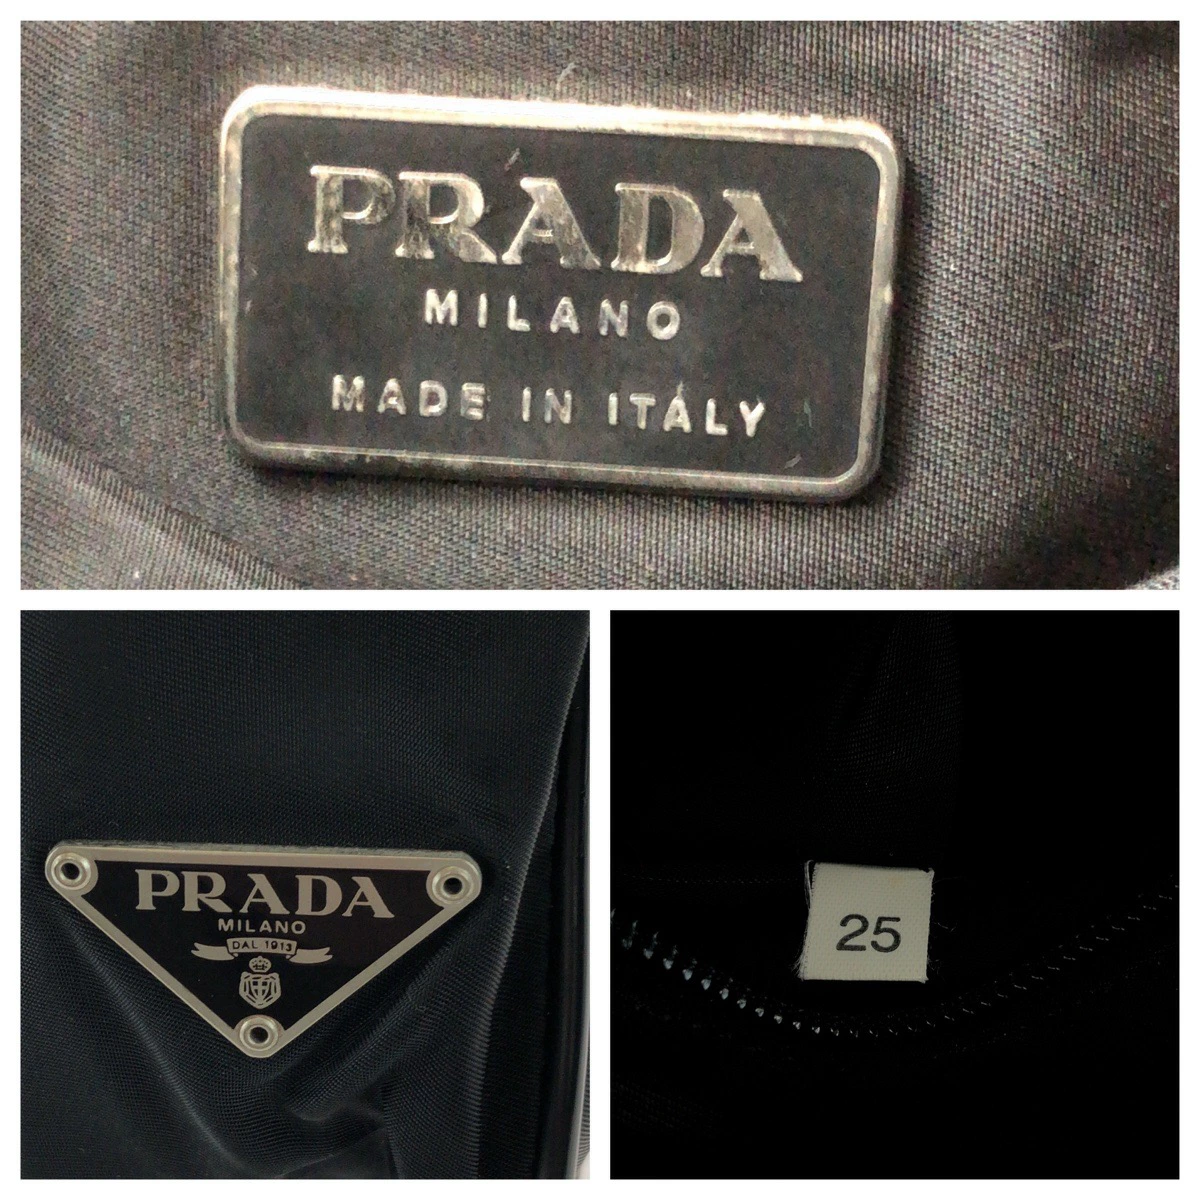 PRADA
MILANO
MADE IN ITALY
PRADA
MILANO
DAL 1913
25